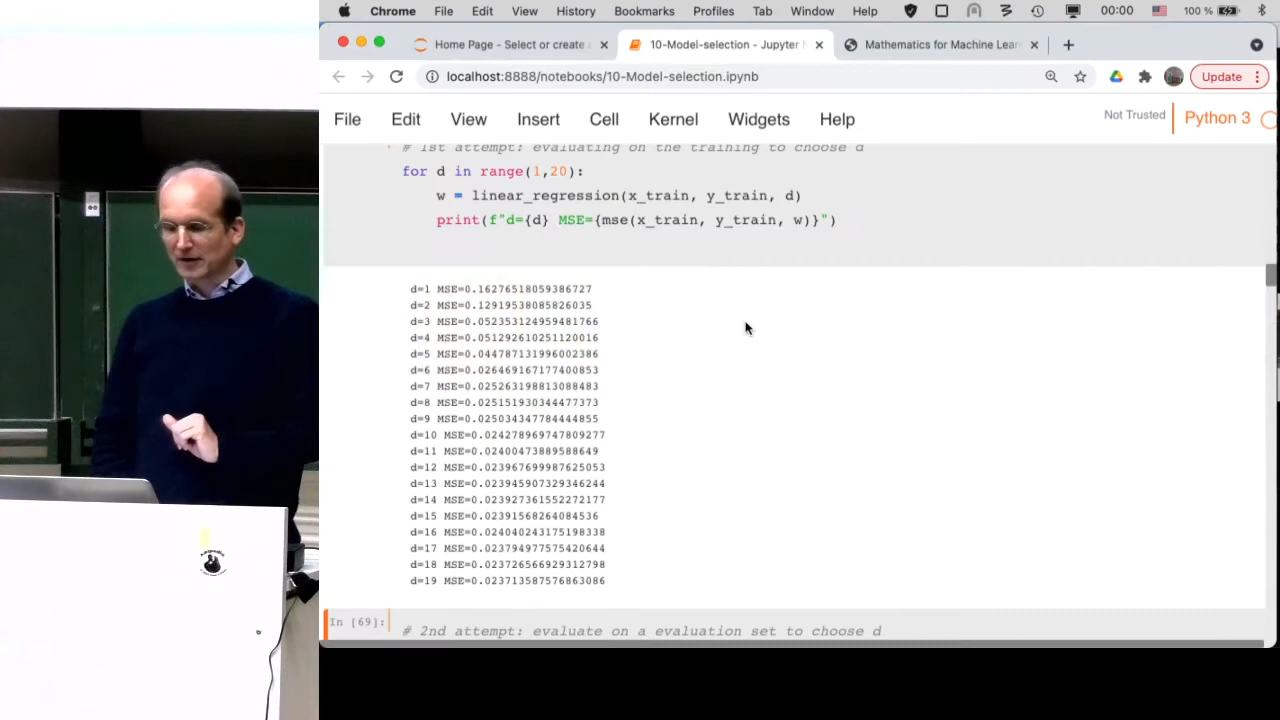 Chrome File Edit View History Bookmarks Profiles Tab Window Help 00:00 100 %
Home Page - Select or create a
10-Model-selection - Jupyter
Mathematics for Machine Lear
localhost:8888/notebooks/10-Model-selection.ipynb
Update
File Edit View Insert Cell Kernel Widgets Help
Not Trusted
Python 3
# 1st attempt: evaluating on the training to choose d
for d in range(1,20):
w = linear_regression(x_train, y_train, d)
print(f"d={d} MSE={mse(x_train, y_train, w)}")
d=1 MSE=0.16276518059386727
d=2 MSE=0.12919538085826035
d=3 MSE=0.052353124959481766
d=4 MSE=0.051292610251120016
d=5 MSE=0.044787131996002386
d=6 MSE=0.026469167177400853
d=7 MSE=0.025263198813088483
d=8 MSE=0.025151930344477373
d=9 MSE=0.025034347784444855
d=10 MSE=0.024278969747809277
d=11 MSE=0.02400473889588649
d=12 MSE=0.023967699987625053
d=13 MSE=0.023945907329346244
d=14 MSE=0.023927361552272177
d=15 MSE=0.02391568264084536
d=16 MSE=0.024040243175198338
d=17 MSE=0.023794977575420644
d=18 MSE=0.023726566929312798
d=19 MSE=0.023713587576863086
In [69]:
# 2nd attempt: evaluate on a evaluation set to choose d